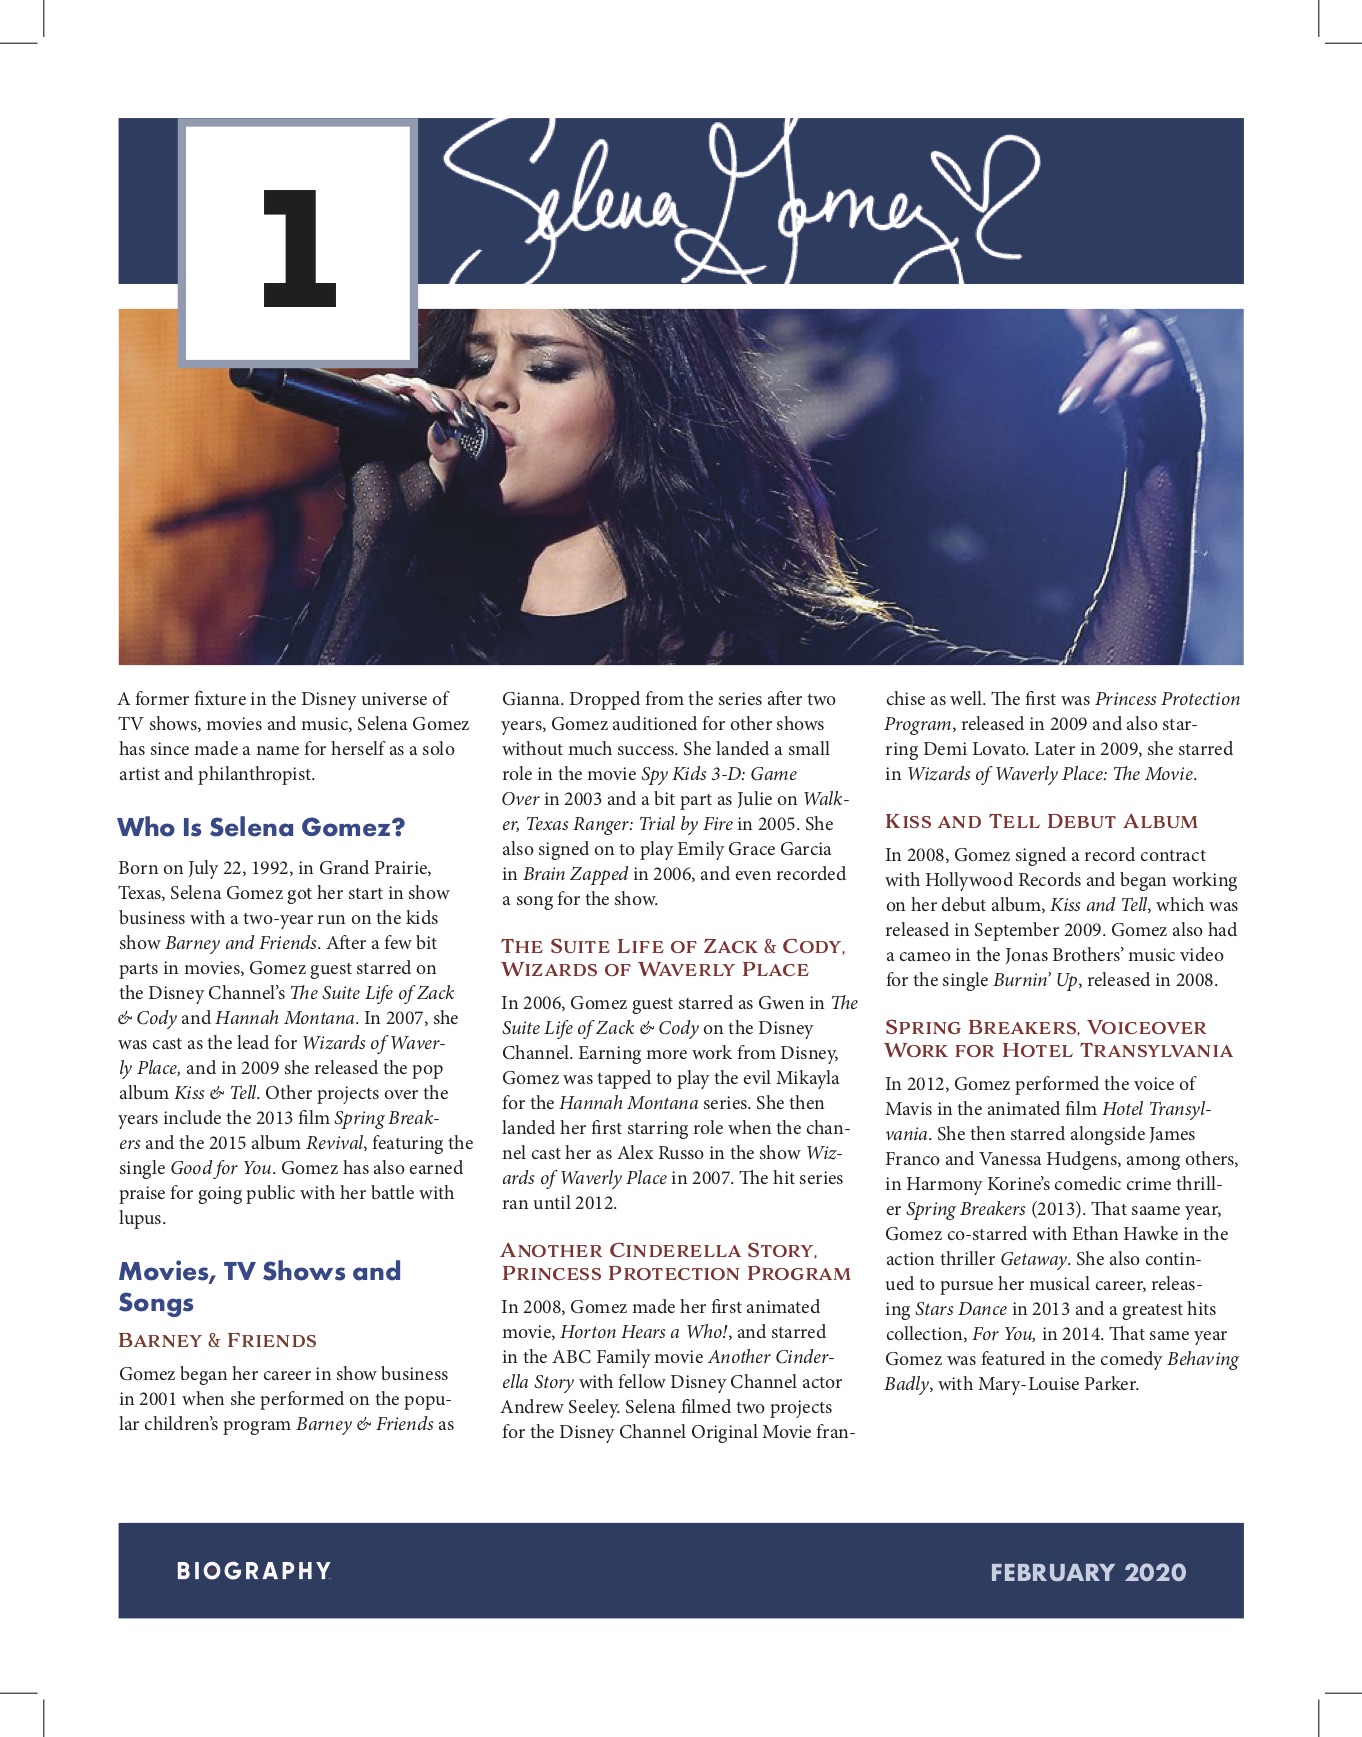 1
Selena Gomez
A former fixture in the Disney universe of
TV shows, movies and music, Selena Gomez
has since made a name for herself as a solo
artist and philanthropist.
Who Is Selena Gomez?
Born on July 22, 1992, in Grand Prairie,
Texas, Selena Gomez got her start in show
business with a two-year run on the kids
show Barney and Friends. After a few bit
parts in movies, Gomez guest starred on
the Disney Channel’s The Suite Life of Zack
& Cody and Hannah Montana. In 2007, she
was cast as the lead for Wizards of Waver-
ly Place, and in 2009 she released the pop
album Kiss & Tell. Other projects over the
years include the 2013 film Spring Break-
ers and the 2015 album Revival, featuring the
single Good for You. Gomez has also earned
praise for going public with her battle with
lupus.
Movies, TV Shows and
Songs
Barney & Friends
Gomez began her career in show business
in 2001 when she performed on the popu-
lar children’s program Barney & Friends as
Gianna. Dropped from the series after two
years, Gomez auditioned for other shows
without much success. She landed a small
role in the movie Spy Kids 3-D: Game
Over in 2003 and a bit part as Julie on Walk-
er, Texas Ranger: Trial by Fire in 2005. She
also signed on to play Emily Grace Garcia
in Brain Zapped in 2006, and even recorded
a song for the show.
The Suite Life of Zack & Cody,
Wizards of Waverly Place
In 2006, Gomez guest starred as Gwen in The
Suite Life of Zack & Cody on the Disney
Channel. Earning more work from Disney,
Gomez was tapped to play the evil Mikayla
for the Hannah Montana series. She then
landed her first starring role when the chan-
nel cast her as Alex Russo in the show Wiz-
ards of Waverly Place in 2007. The hit series
ran until 2012.
Another Cinderella Story,
Princess Protection Program
In 2008, Gomez made her first animated
movie, Horton Hears a Who!, and starred
in the ABC Family movie Another Cinder-
ella Story with fellow Disney Channel actor
Andrew Seeley. Selena filmed two projects
for the Disney Channel Original Movie fran-
chise as well. The first was Princess Protection
Program, released in 2009 and also star-
ring Demi Lovato. Later in 2009, she starred
in Wizards of Waverly Place: The Movie.
Kiss and Tell Debut Album
In 2008, Gomez signed a record contract
with Hollywood Records and began working
on her debut album, Kiss and Tell, which was
released in September 2009. Gomez also had
a cameo in the Jonas Brothers’ music video
for the single Burnin’ Up, released in 2008.
Spring Breakers, Voiceover
Work for Hotel Transylvania
In 2012, Gomez performed the voice of
Mavis in the animated film Hotel Transyl-
vania. She then starred alongside James
Franco and Vanessa Hudgens, among others,
in Harmony Korine’s comedic crime thrill-
er Spring Breakers (2013). That saame year,
Gomez co-starred with Ethan Hawke in the
action thriller Getaway. She also contin-
ued to pursue her musical career, releas-
ing Stars Dance in 2013 and a greatest hits
collection, For You, in 2014. That same year
Gomez was featured in the comedy Behaving
Badly, with Mary-Louise Parker.
BIOGRAPHY
FEBRUARY 2020